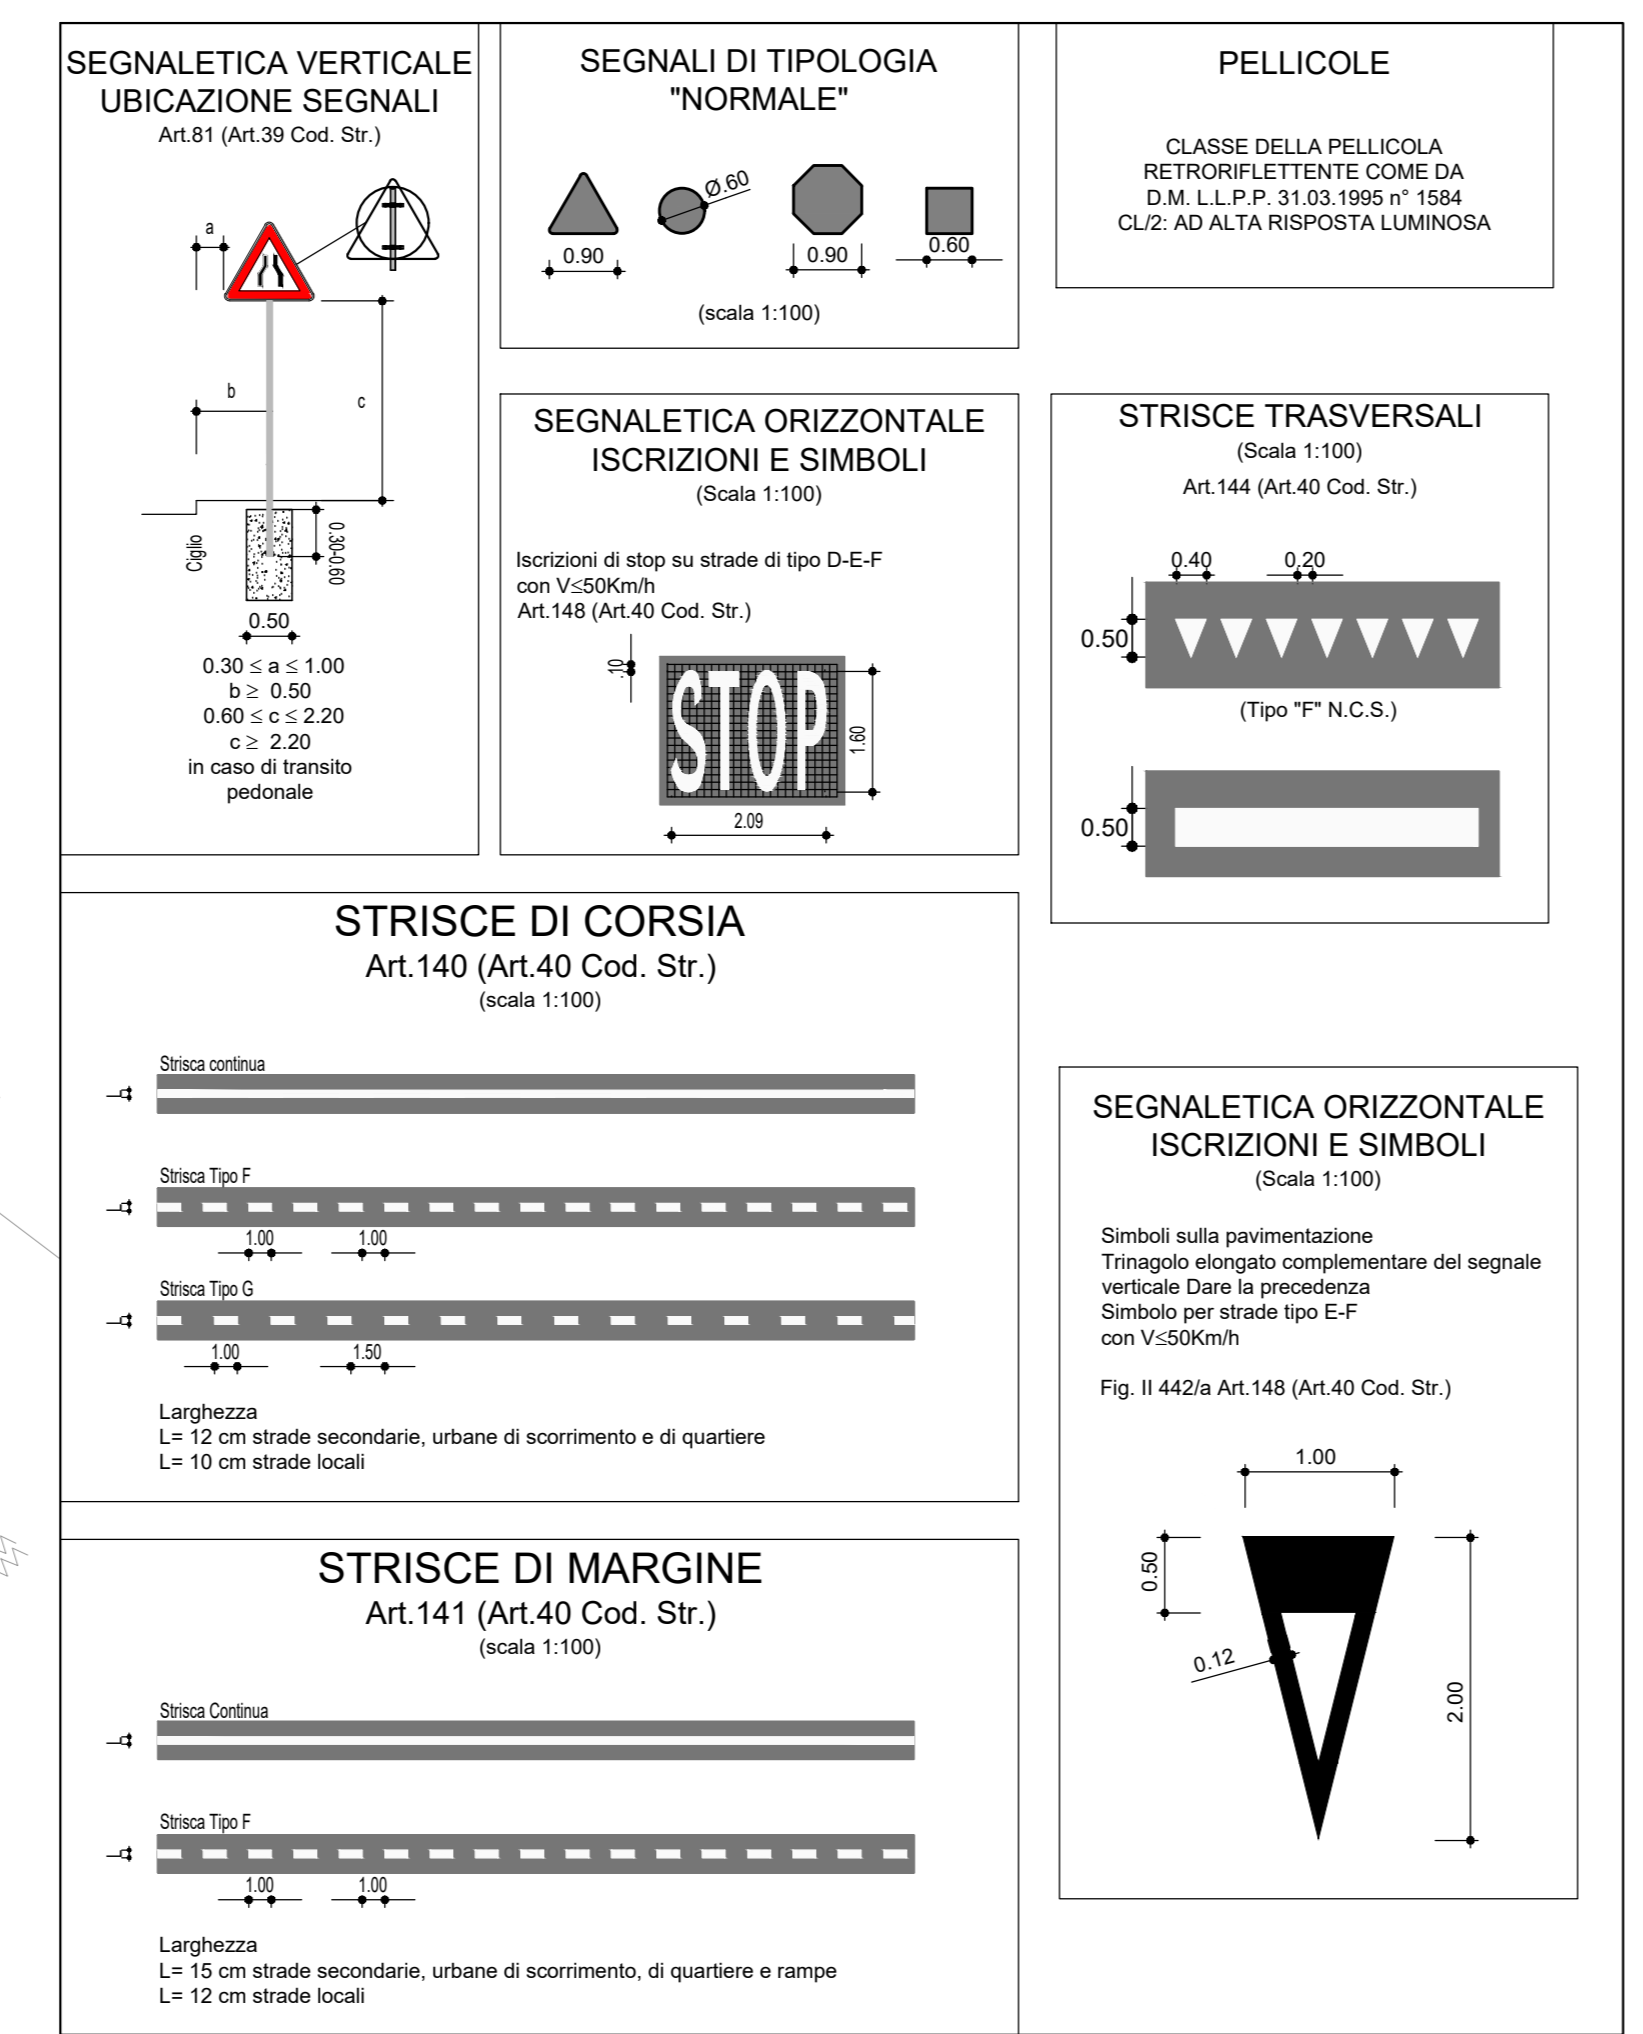 SEGNALETICA VERTICALE
UBICAZIONE SEGNALI
Art.81 (Art.39 Cod. Str.)
a
b
c
Ciglio
0.30-0.60
0.50
0.30 ≤ a ≤ 1.00
b ≥ 0.50
0.60 ≤ c ≤ 2.20
c ≥ 2.20
in caso di transito
pedonale
SEGNALI DI TIPOLOGIA
"NORMALE"
Ø.60
0.90
0.90
0.60
(scala 1:100)
PELLICOLE
CLASSE DELLA PELLICOLA
RETRORIFLETTENTE COME DA
D.M. L.L.P.P. 31.03.1995 n° 1584
CL/2: AD ALTA RISPOSTA LUMINOSA
SEGNALETICA ORIZZONTALE
ISCRIZIONI E SIMBOLI
(Scala 1:100)
Iscrizioni di stop su strade di tipo D-E-F
con V≤50Km/h
Art.148 (Art.40 Cod. Str.)
.10
STOP
1.60
2.09
STRISCE TRASVERSALI
(Scala 1:100)
Art.144 (Art.40 Cod. Str.)
0.40
0.20
0.50
(Tipo "F" N.C.S.)
0.50
STRISCE DI CORSIA
Art.140 (Art.40 Cod. Str.)
(scala 1:100)
Strisca continua
Strisca Tipo F
1.00
1.00
Strisca Tipo G
1.00
1.50
Larghezza
L= 12 cm strade secondarie, urbane di scorrimento e di quartiere
L= 10 cm strade locali
STRISCE DI MARGINE
Art.141 (Art.40 Cod. Str.)
(scala 1:100)
Strisca Continua
Strisca Tipo F
1.00
1.00
Larghezza
L= 15 cm strade secondarie, urbane di scorrimento, di quartiere e rampe
L= 12 cm strade locali
SEGNALETICA ORIZZONTALE
ISCRIZIONI E SIMBOLI
(Scala 1:100)
Simboli sulla pavimentazione
Trinagolo elongato complementare del segnale
verticale Dare la precedenza
Simbolo per strade tipo E-F
con V≤50Km/h
Fig. II 442/a Art.148 (Art.40 Cod. Str.)
1.00
0.50
0.12
2.00